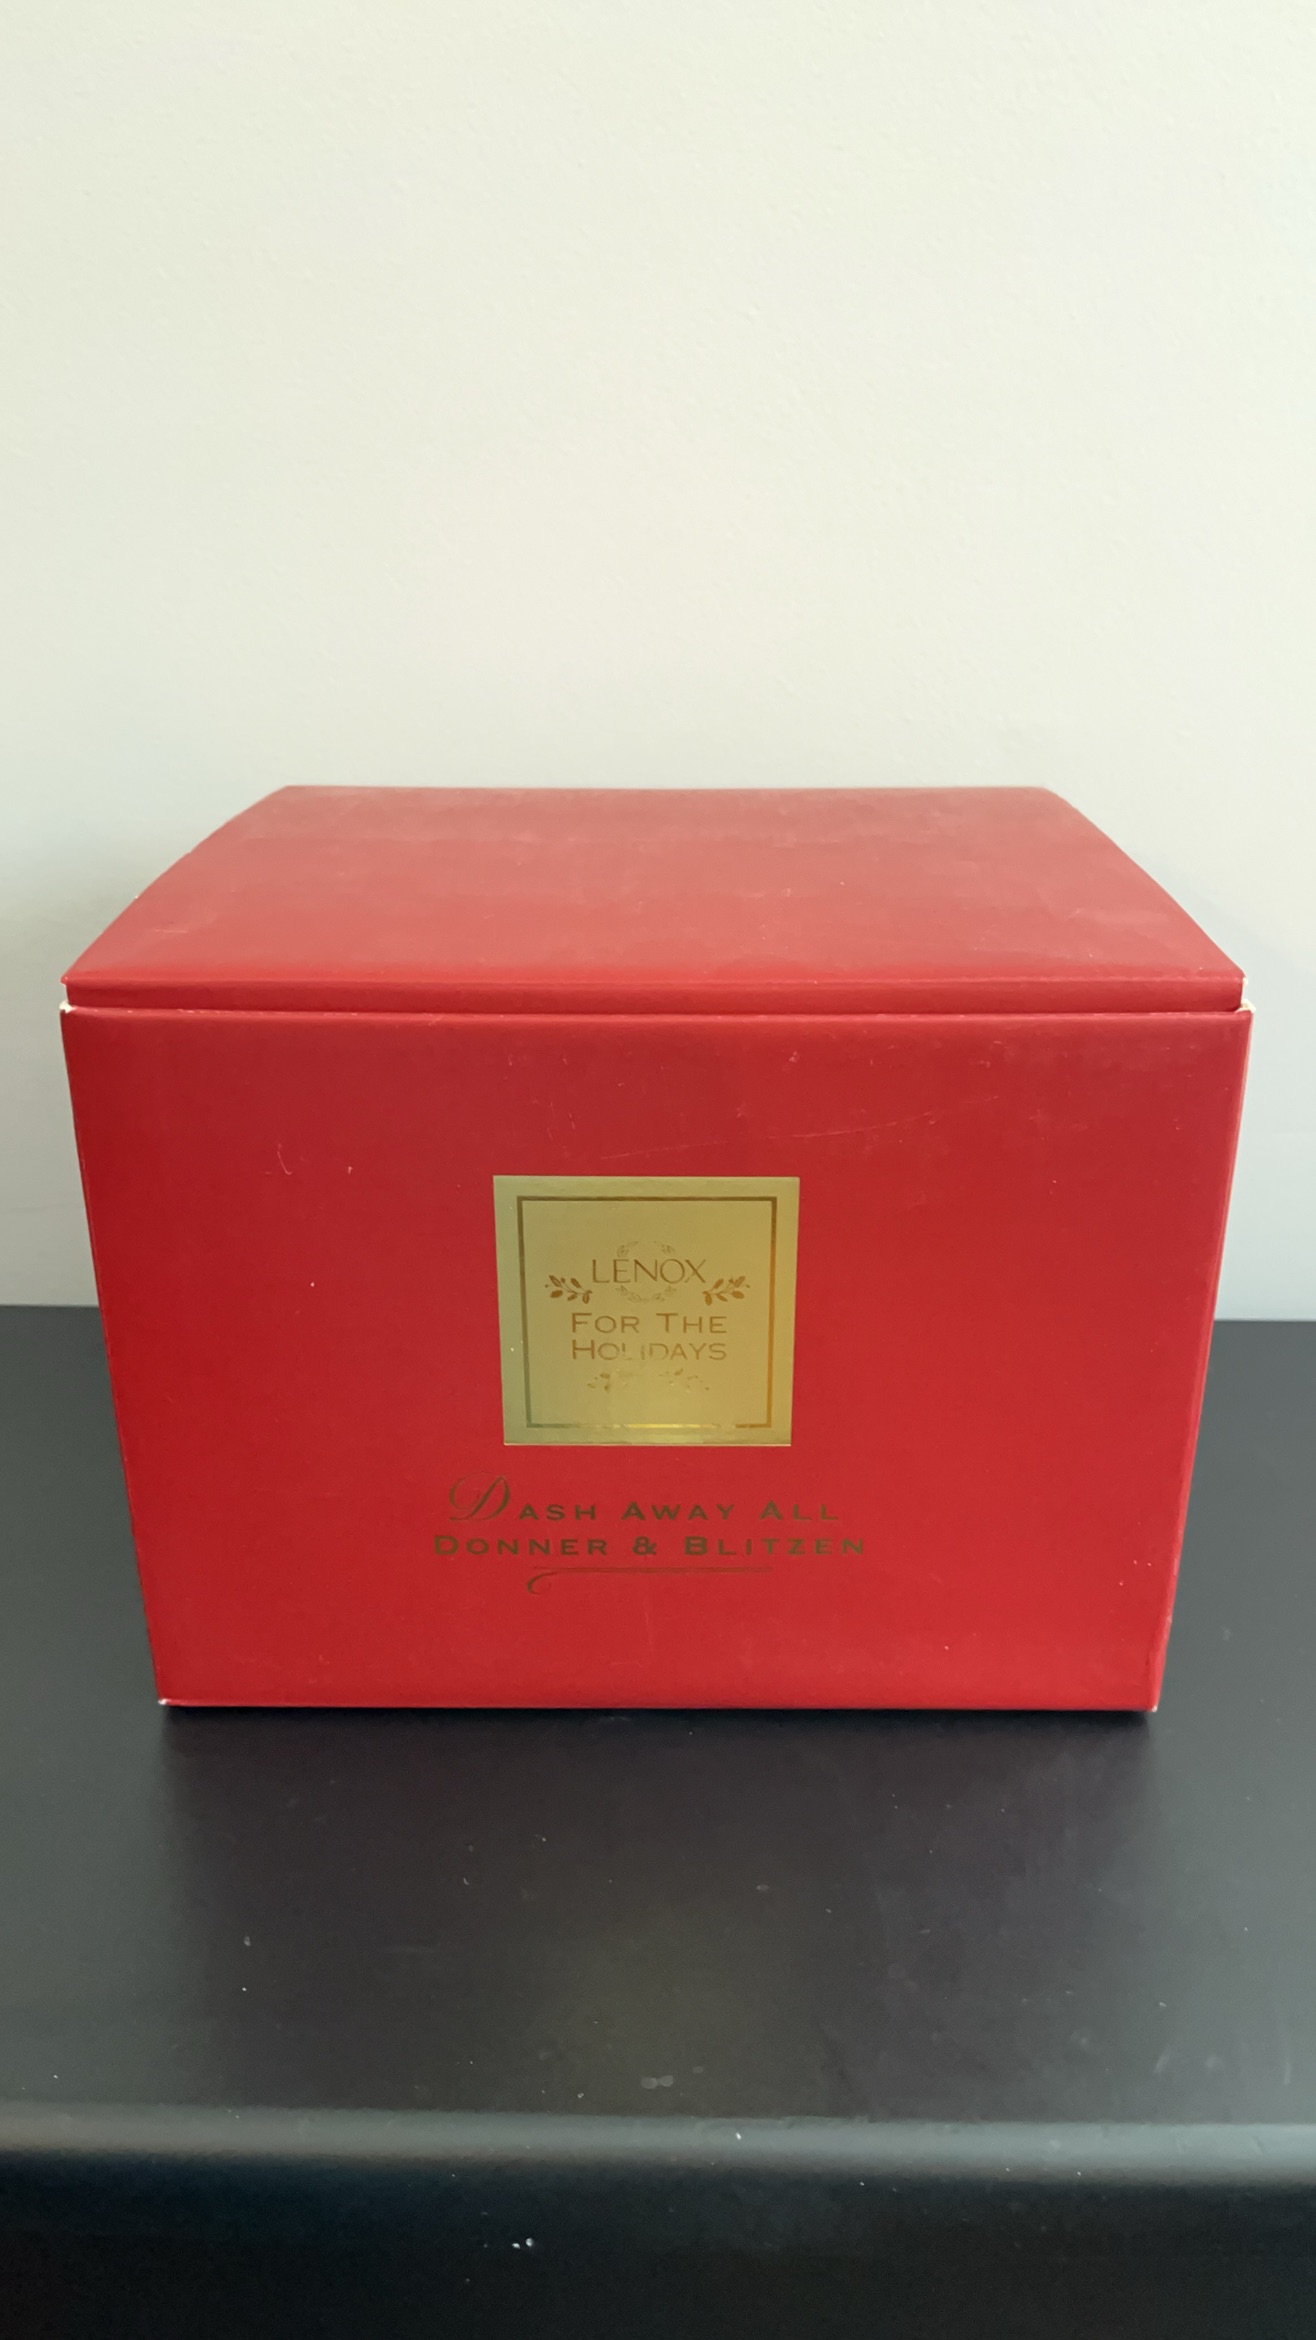 LENOX
FOR THE
HOLIDAYS
DASH AWAY ALL
DONNER & BLITZEN